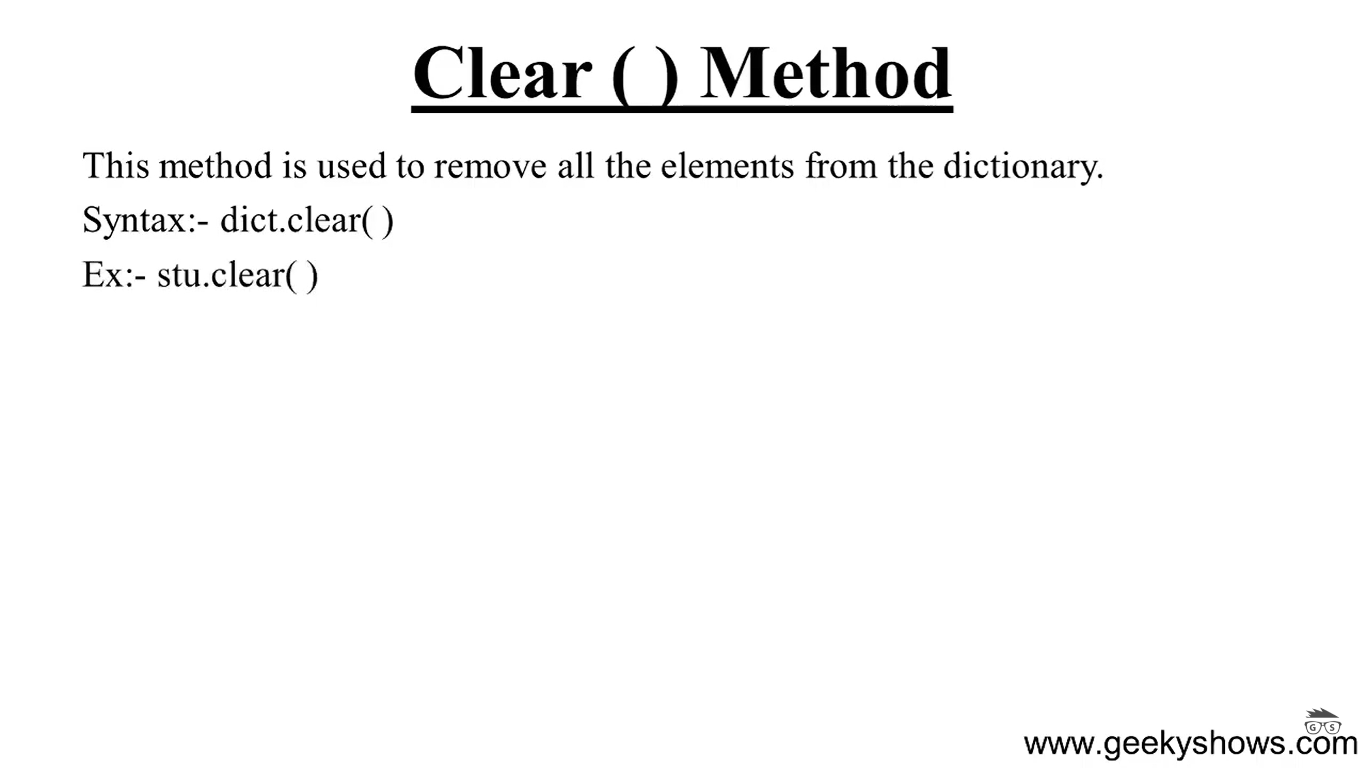 Clear ( ) Method
This method is used to remove all the elements from the dictionary.
Syntax:- dict.clear( )
Ex:- stu.clear( )
G S
www.geekyshows.com